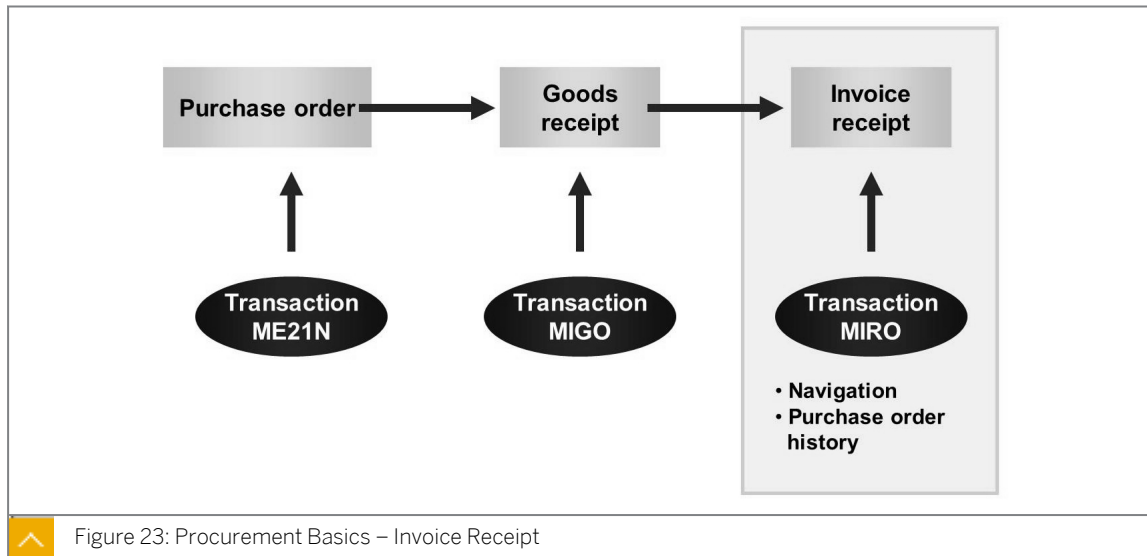 Purchase order
Goods
receipt
Invoice
receipt
Transaction
ME21N
Transaction
MIGO
Transaction
MIRO
• Navigation
• Purchase order
history
Figure 23: Procurement Basics – Invoice Receipt